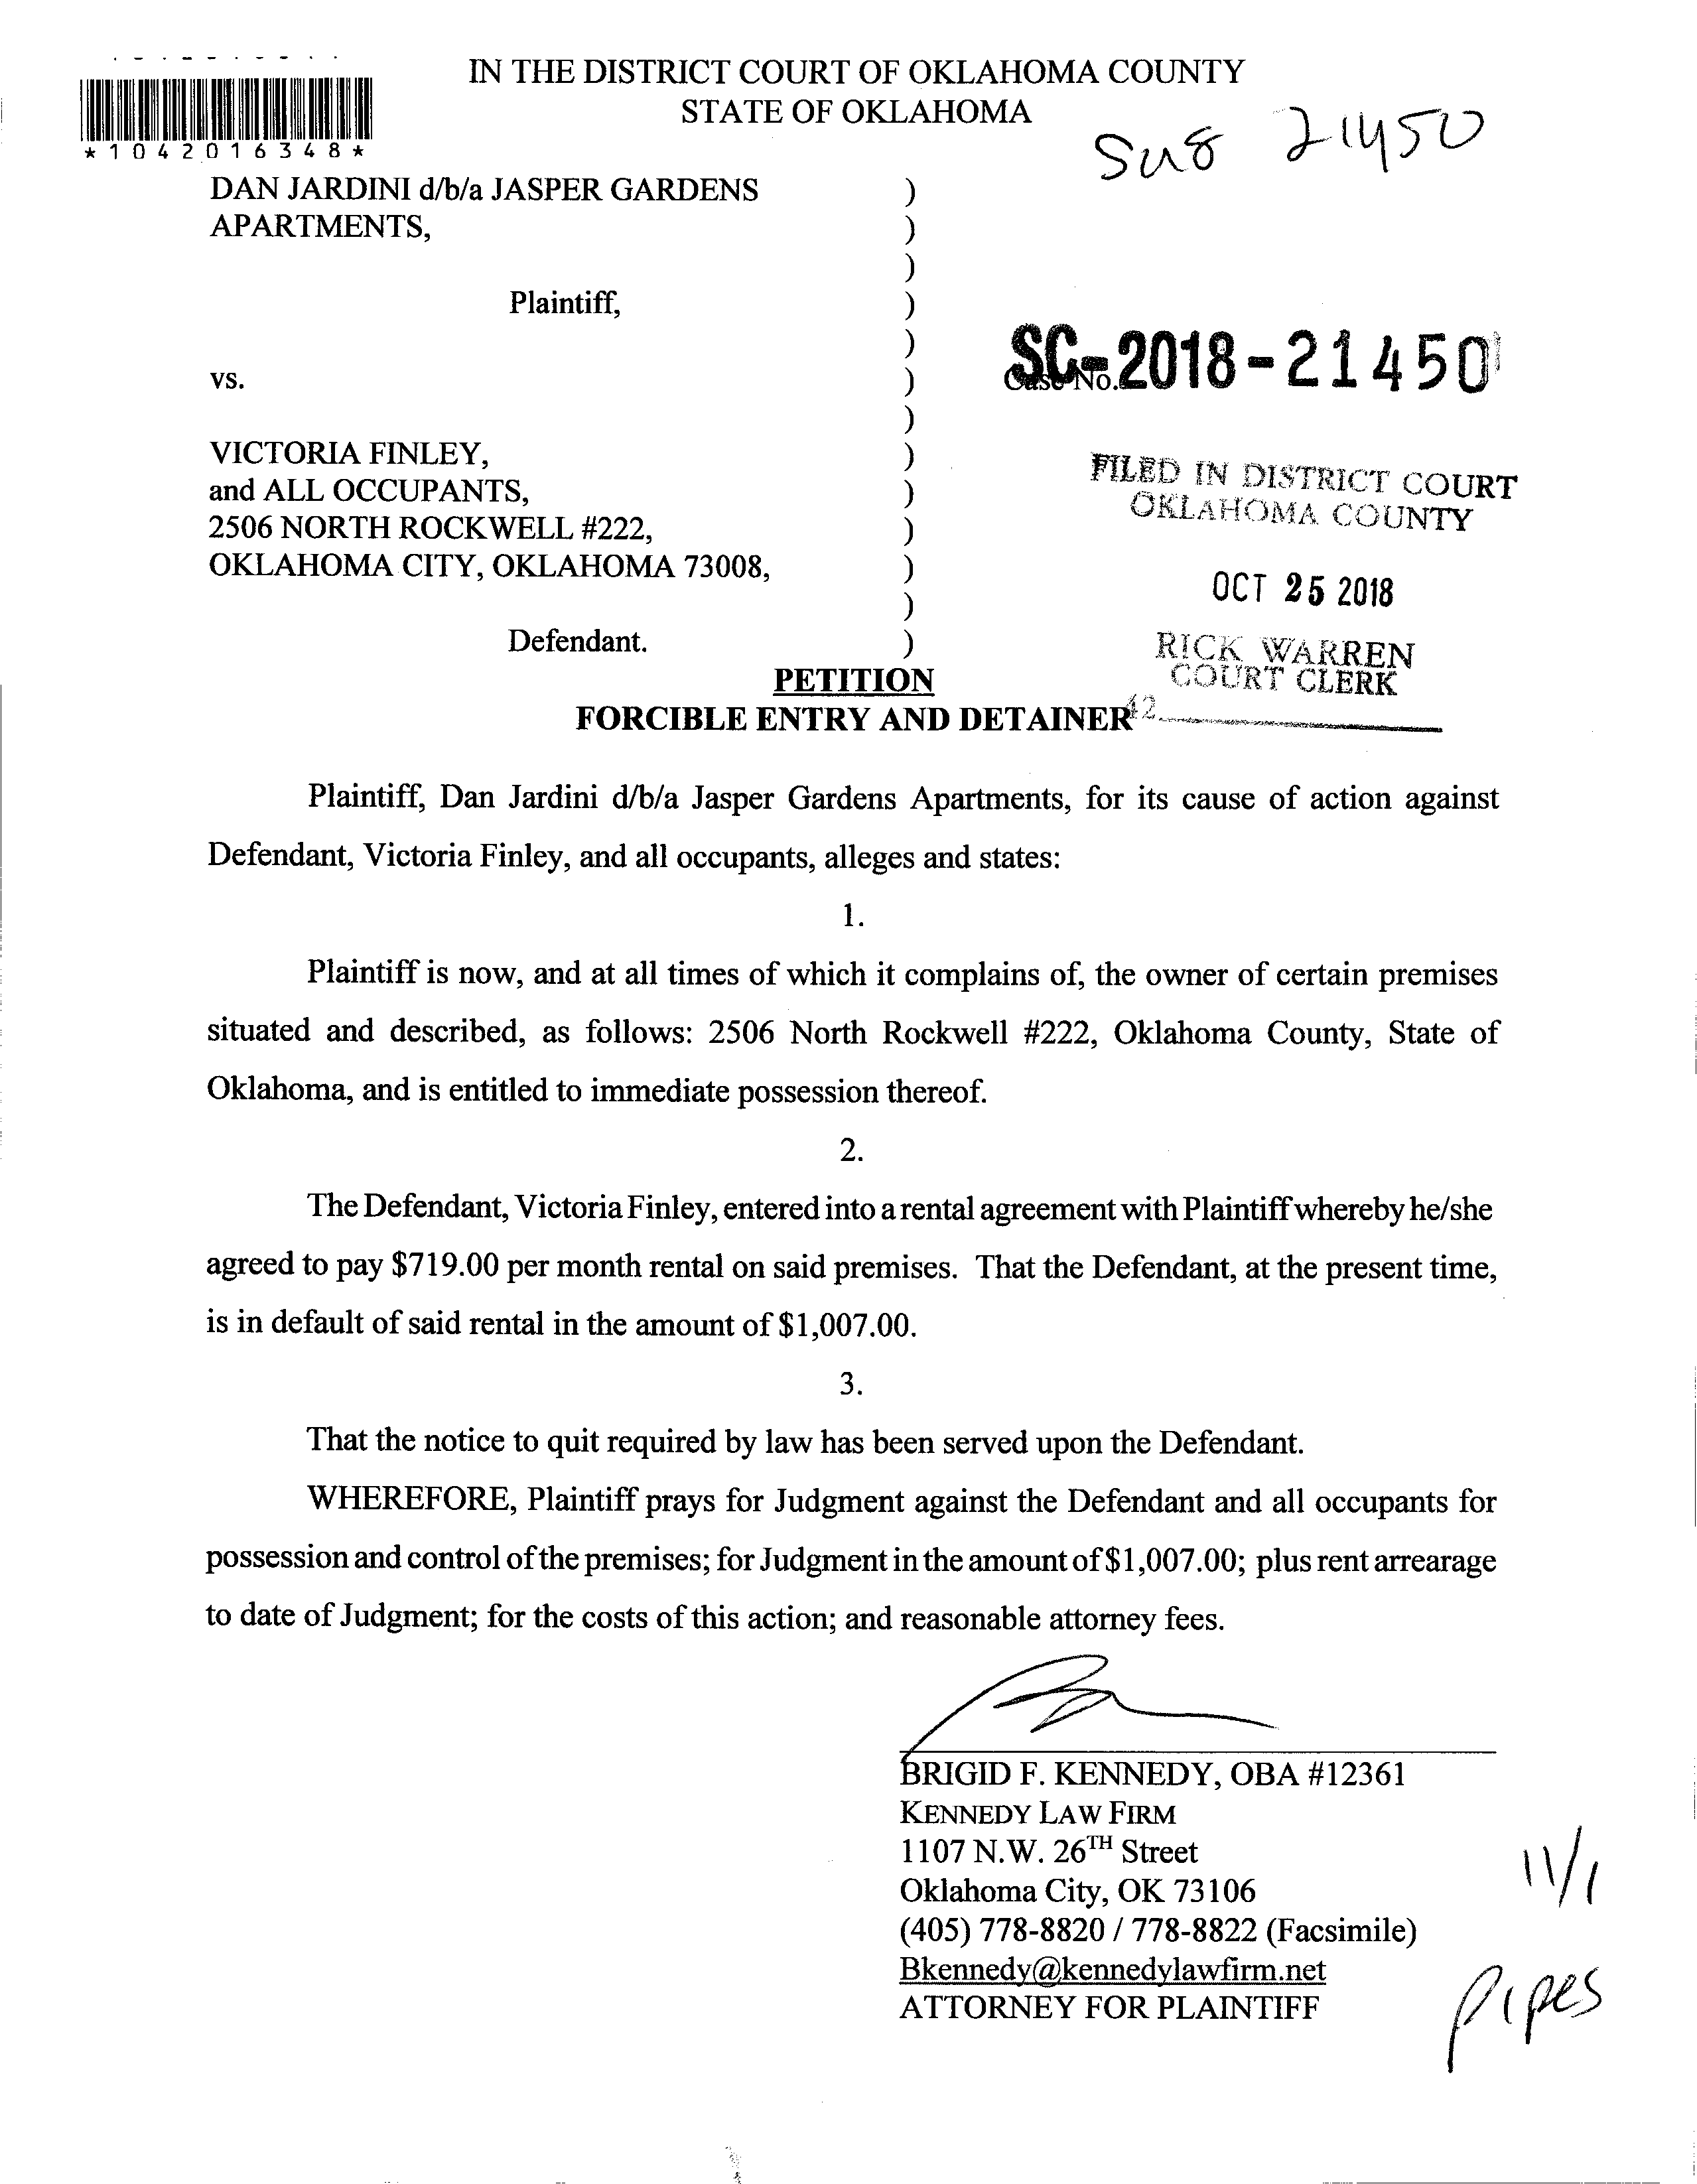 IN THE DISTRICT COURT OF OKLAHOMA COUNTY
STATE OF OKLAHOMA
*1042016348*
21450
DAN JARDINI d/b/a JASPER GARDENS )
APARTMENTS, )
)
Plaintiff, )
)
vs. )
SC-2018-21450
Case No.
)
VICTORIA FINLEY, )
and ALL OCCUPANTS, )
2506 NORTH ROCKWELL #222, )
OKLAHOMA CITY, OKLAHOMA 73008, )
)
Defendant. )
FILED IN DISTRICT COURT
OKLAHOMA COUNTY
OCT 25 2018
RICK WARREN
COURT CLERK
42
PETITION
FORCIBLE ENTRY AND DETAINER
Plaintiff, Dan Jardini d/b/a Jasper Gardens Apartments, for its cause of action against
Defendant, Victoria Finley, and all occupants, alleges and states:
1.
Plaintiff is now, and at all times of which it complains of, the owner of certain premises
situated and described, as follows: 2506 North Rockwell #222, Oklahoma County, State of
Oklahoma, and is entitled to immediate possession thereof.
2.
The Defendant, Victoria Finley, entered into a rental agreement with Plaintiff whereby he/she
agreed to pay $719.00 per month rental on said premises. That the Defendant, at the present time,
is in default of said rental in the amount of $1,007.00.
3.
That the notice to quit required by law has been served upon the Defendant.
WHEREFORE, Plaintiff prays for Judgment against the Defendant and all occupants for
possession and control of the premises; for Judgment in the amount of $1,007.00; plus rent arrearage
to date of Judgment; for the costs of this action; and reasonable attorney fees.
BRIGID F. KENNEDY, OBA #12361
KENNEDY LAW FIRM
1107 N.W. 26TH Street
Oklahoma City, OK 73106
(405) 778-8820 / 778-8822 (Facsimile)
Bkennedy@kennedylawfirm.net
ATTORNEY FOR PLAINTIFF
11/1
pipes